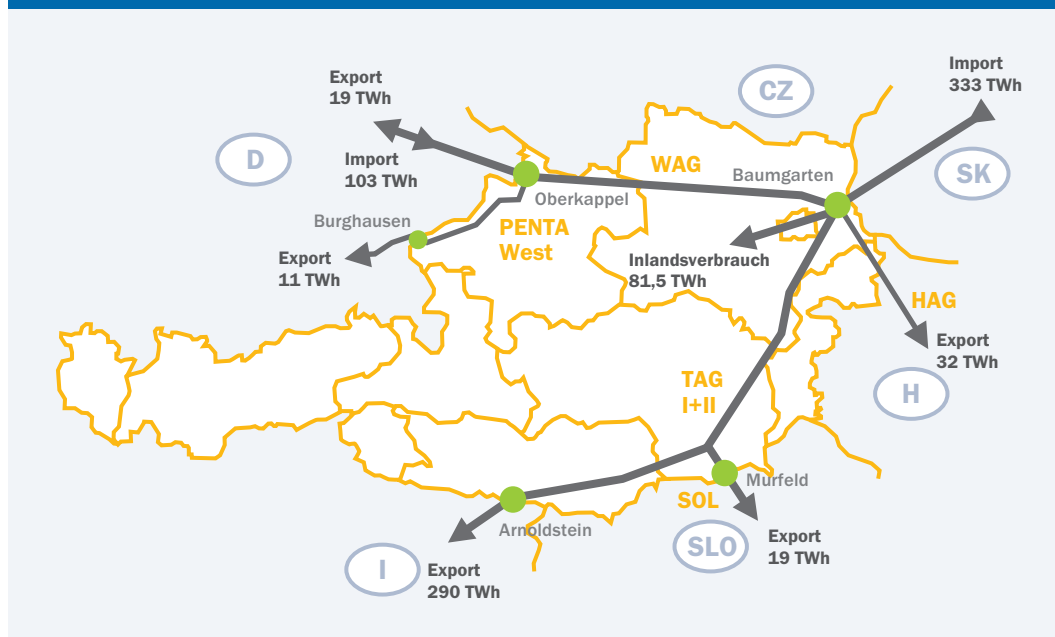 Export
19 TWh
CZ
Import
333 TWh
D
Import
103 TWh
WAG
Baumgarten
SK
Oberkappel
Burghausen
PENTA
West
Export
11 TWh
Inlandsverbrauch
81,5 TWh
HAG
Export
32 TWh
TAG
I+II
H
Murfeld
SOL
Arnoldstein
SLO
Export
19 TWh
I
Export
290 TWh